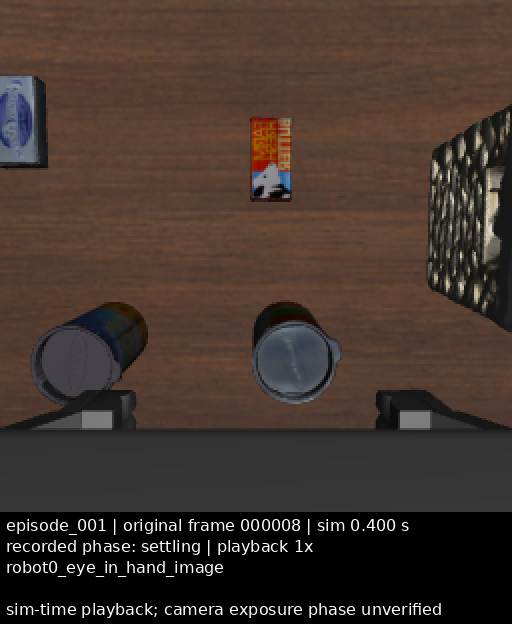 BUTTER
episode_001 | original frame 000008 | sim 0.400 s
recorded phase: settling | playback 1x
robot0_eye_in_hand_image
sim-time playback; camera exposure phase unverified